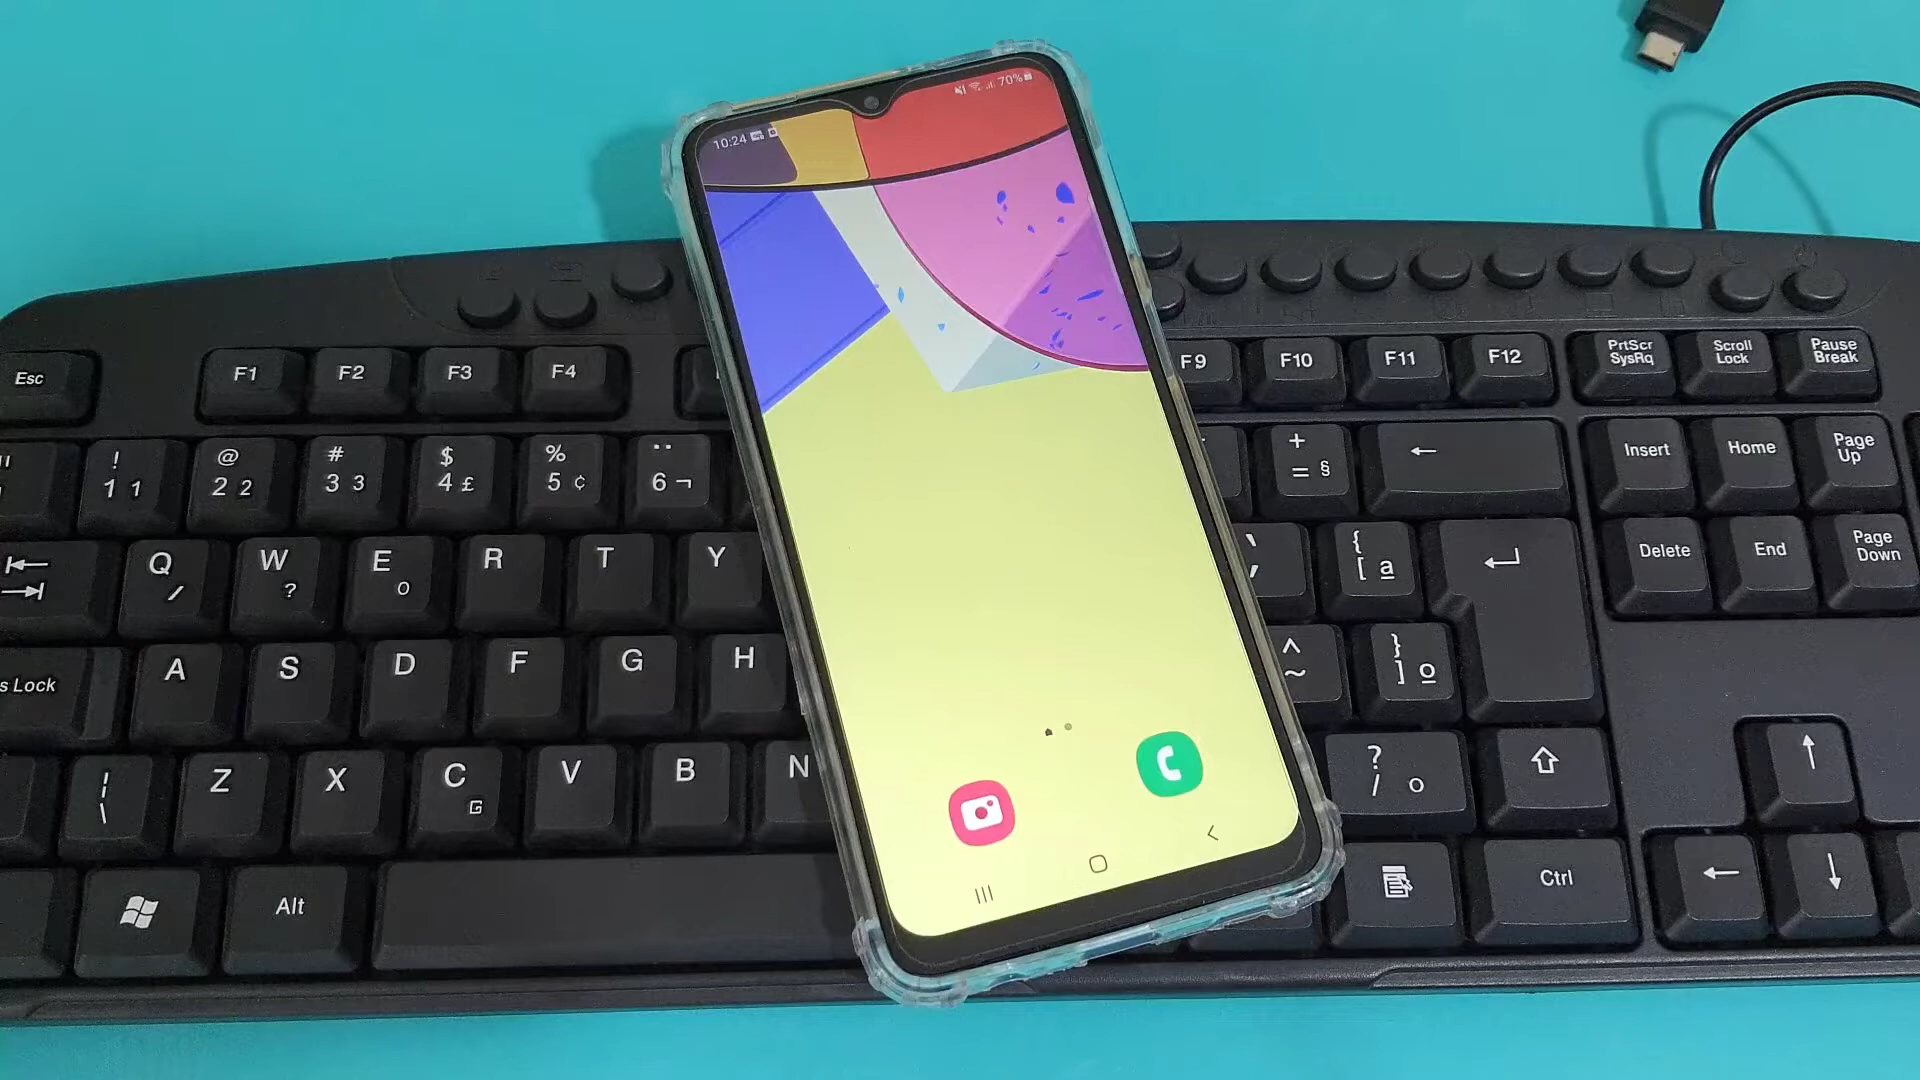 70%
10:24
Esc
F1 F2 F3 F4 F9 F10 F11 F12
PrtScr
SysRq
Scroll
Lock
Pause
Break
! 1 1
@ 2 2
# 3 3
$ 4 £
% 5 ¢
¨ 6 ¬
+ = §
←
Insert
Home
Page
Up
Q /
W ?
E °
R
T
Y
{ [ ª
Delete
End
Page
Down
s Lock
A
S
D
F
G
H
^ ~
} ] º
¦ \
Z
X
C ₢
V
B
N
? / °
Alt
Ctrl